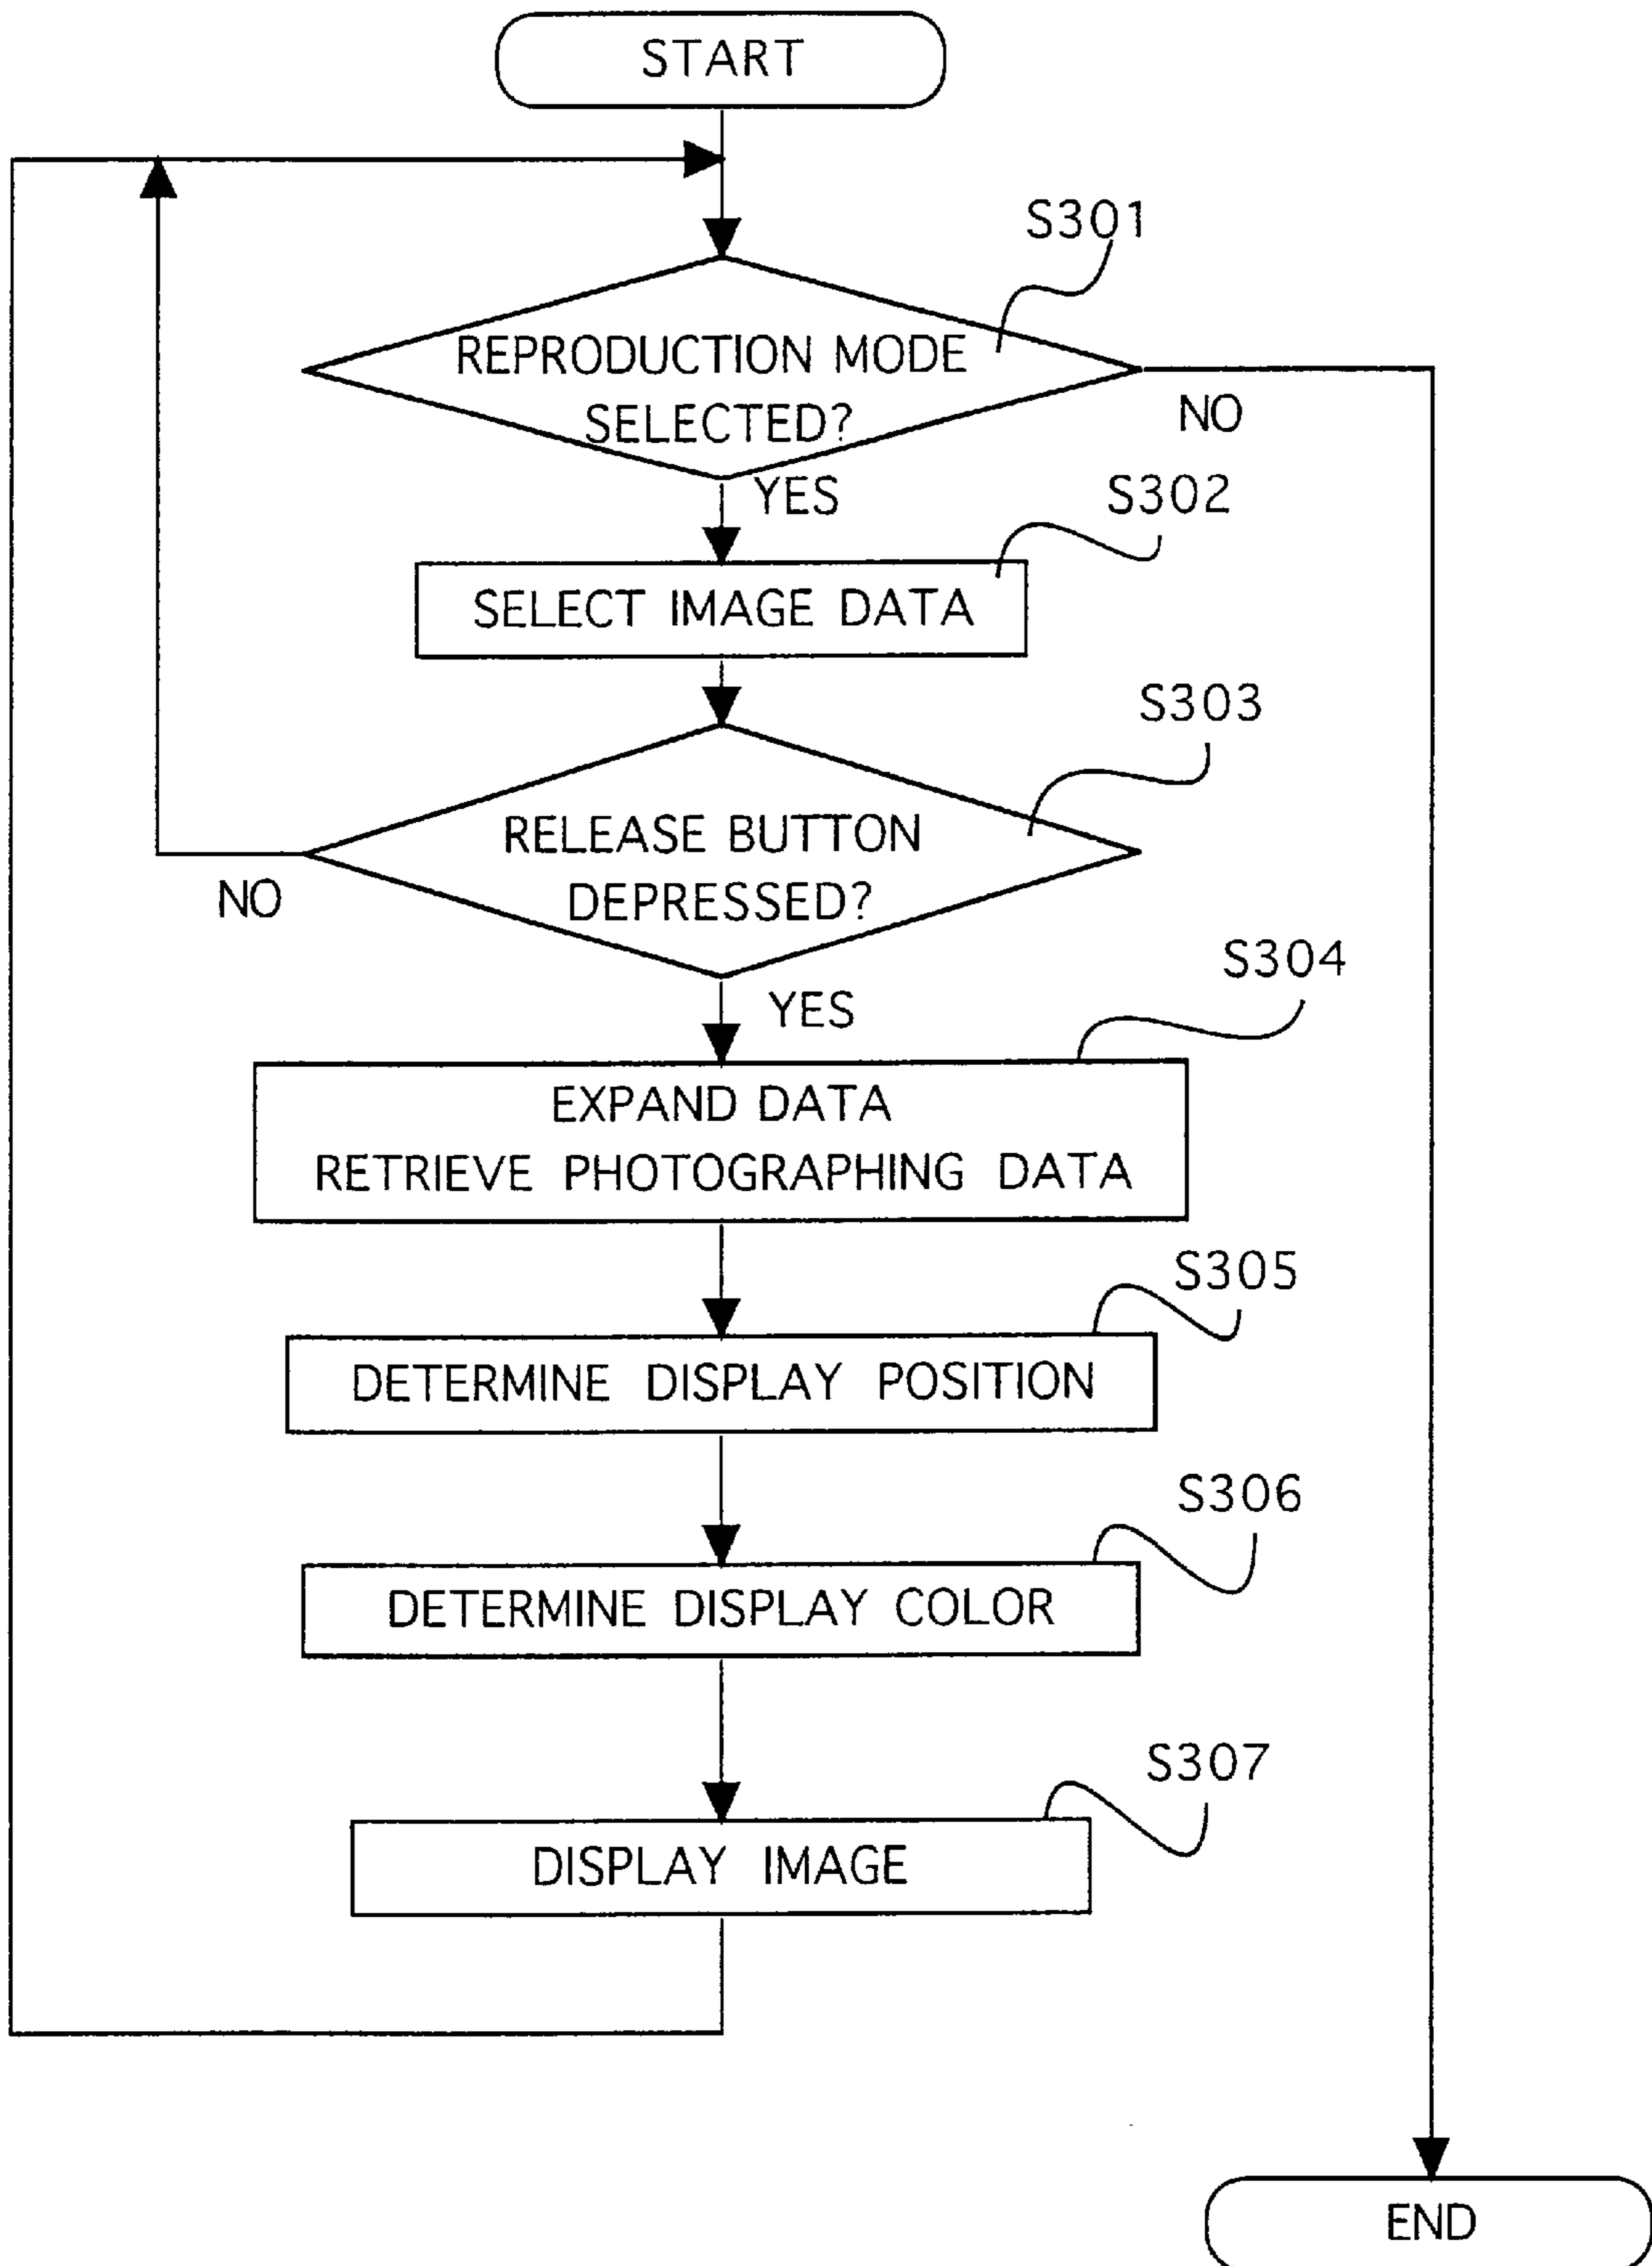 START
S301
REPRODUCTION MODE
SELECTED?
NO
YES
S302
SELECT IMAGE DATA
S303
RELEASE BUTTON
DEPRESSED?
NO
YES
S304
EXPAND DATA
RETRIEVE PHOTOGRAPHING DATA
S305
DETERMINE DISPLAY POSITION
S306
DETERMINE DISPLAY COLOR
S307
DISPLAY IMAGE
END